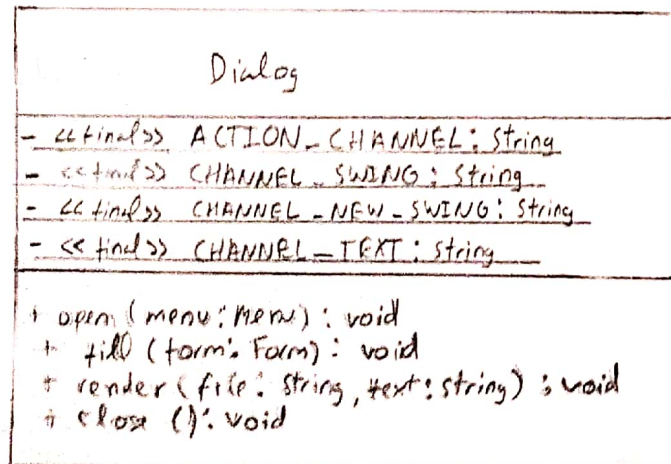 Dialog
- <<final>> ACTION_CHANNEL: String
- <<final>> CHANNEL_SWING: String
- <<final>> CHANNEL_NEW_SWING: String
- <<final>> CHANNEL_TEXT: String
+ open (menu: Menu): void
+ fill (form: Form): void
+ render (file: String, text: String): void
+ close (): void